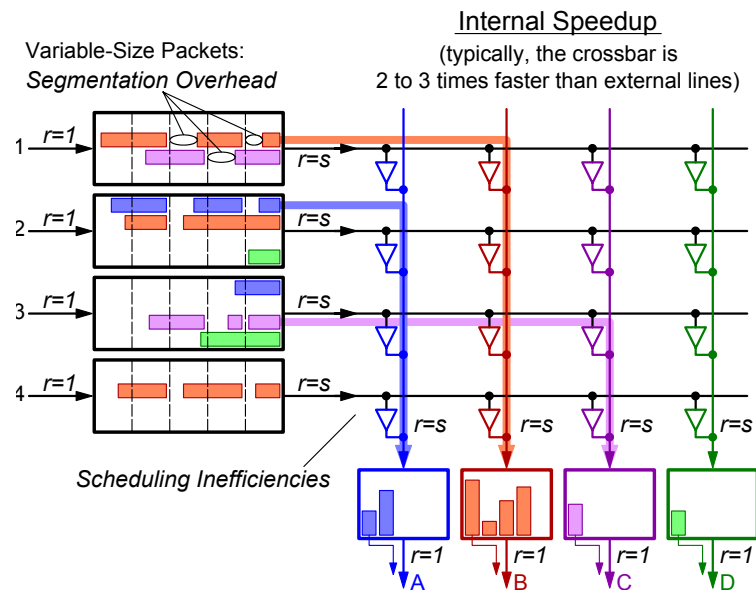 Internal Speedup
(typically, the crossbar is
2 to 3 times faster than external lines)
Variable-Size Packets:
Segmentation Overhead
1 r=1 r=s
2 r=1 r=s
3 r=1 r=s
4 r=1 r=s
r=s r=s r=s r=s
Scheduling Inefficiencies
r=1 r=1 r=1 r=1
A B C D